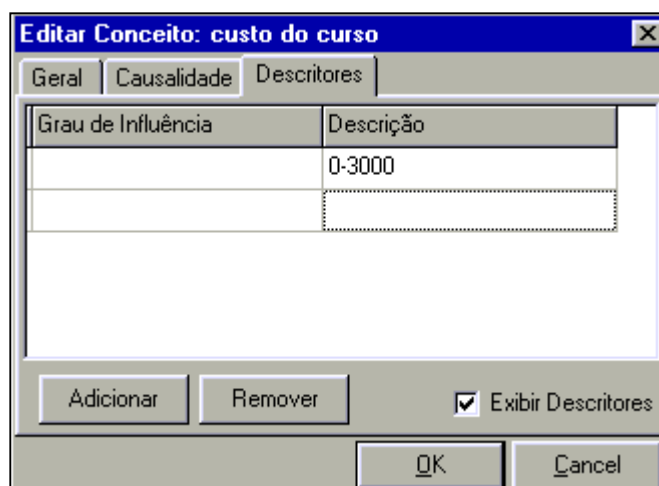 Editar Conceito: custo do curso
Geral Causalidade Descritores
Grau de Influência Descrição
0-3000
Adicionar Remover Exibir Descritores
OK Cancel